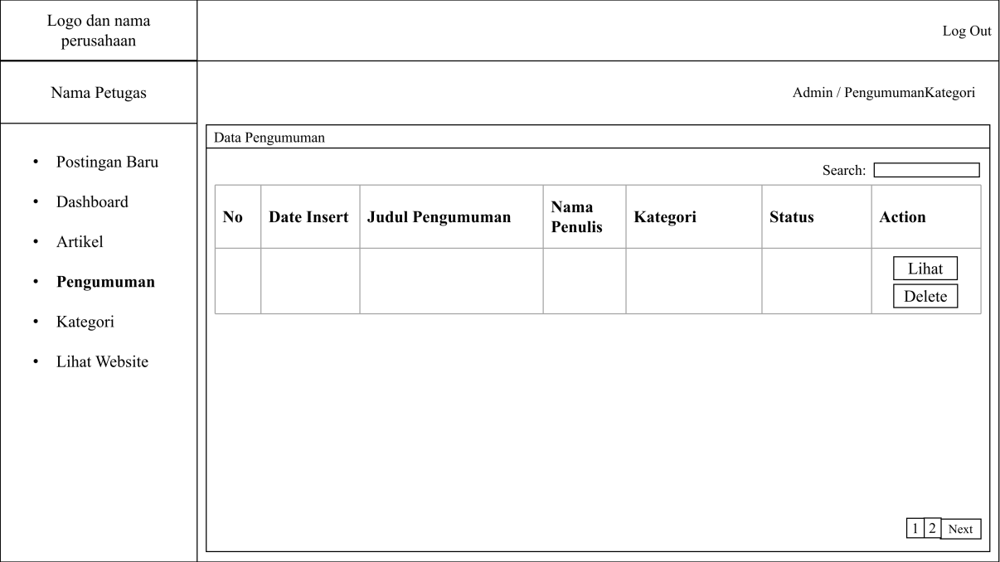 Logo dan nama
perusahaan
Log Out
Nama Petugas
Admin / PengumumanKategori
• Postingan Baru
• Dashboard
• Artikel
• Pengumuman
• Kategori
• Lihat Website
Data Pengumuman
Search:
No Date Insert Judul Pengumuman Nama Penulis Kategori Status Action
Lihat
Delete
1 2 Next